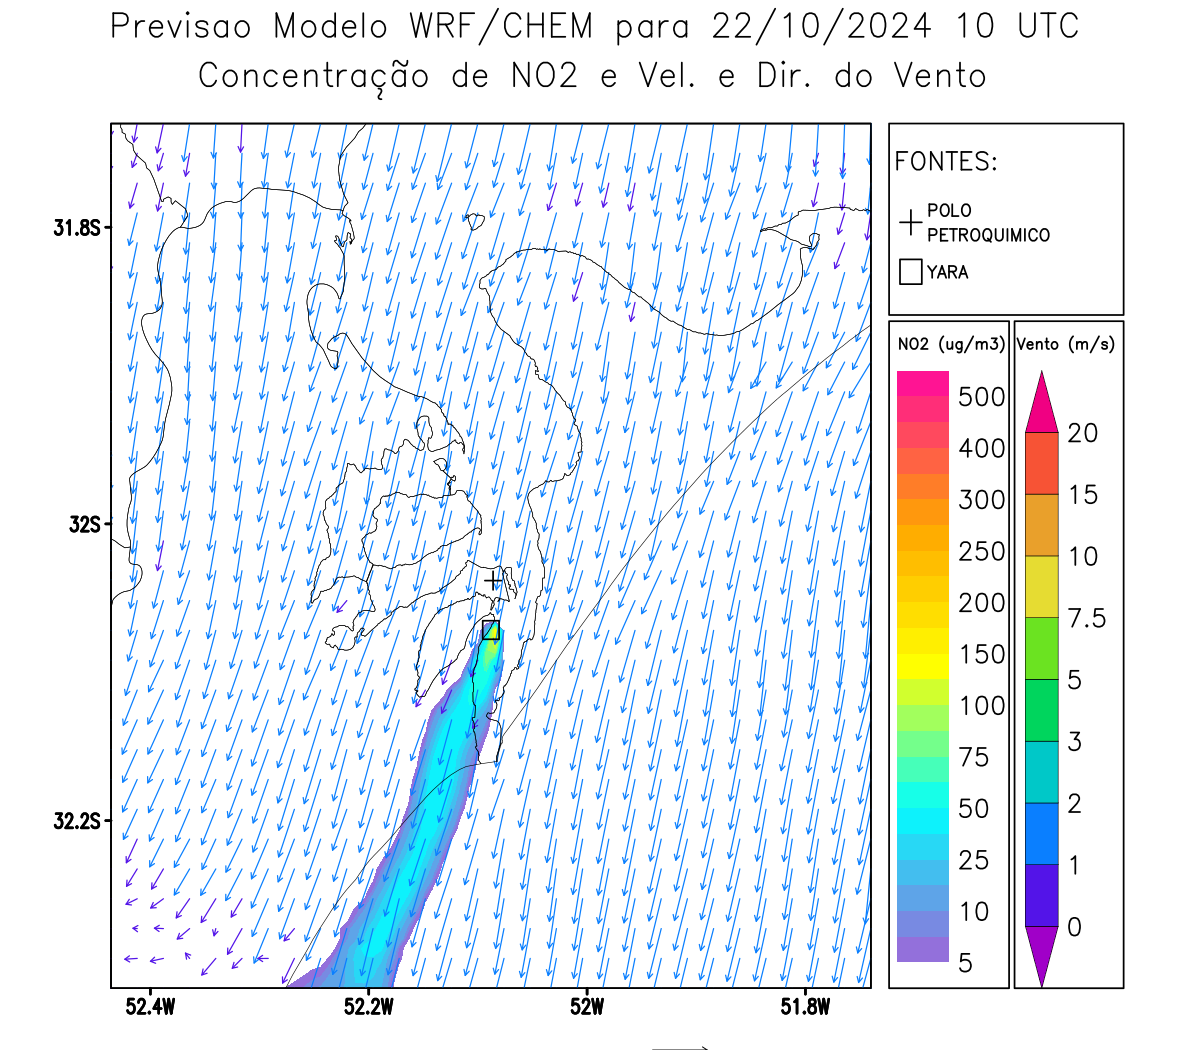 Previsao Modelo WRF/CHEM para 22/10/2024 10 UTC
Concentração de NO2 e Vel. e Dir. do Vento
FONTES:
POLO
PETROQUIMICO
YARA
NO2 (ug/m3)
500
400
300
250
200
150
100
75
50
25
10
5
Vento (m/s)
20
15
10
7.5
5
3
2
1
0
31.8S
32S
32.2S
52.4W
52.2W
52W
51.8W